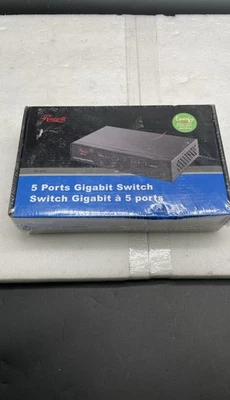 Rosewill
5 Ports Gigabit Switch
Switch Gigabit à 5 ports